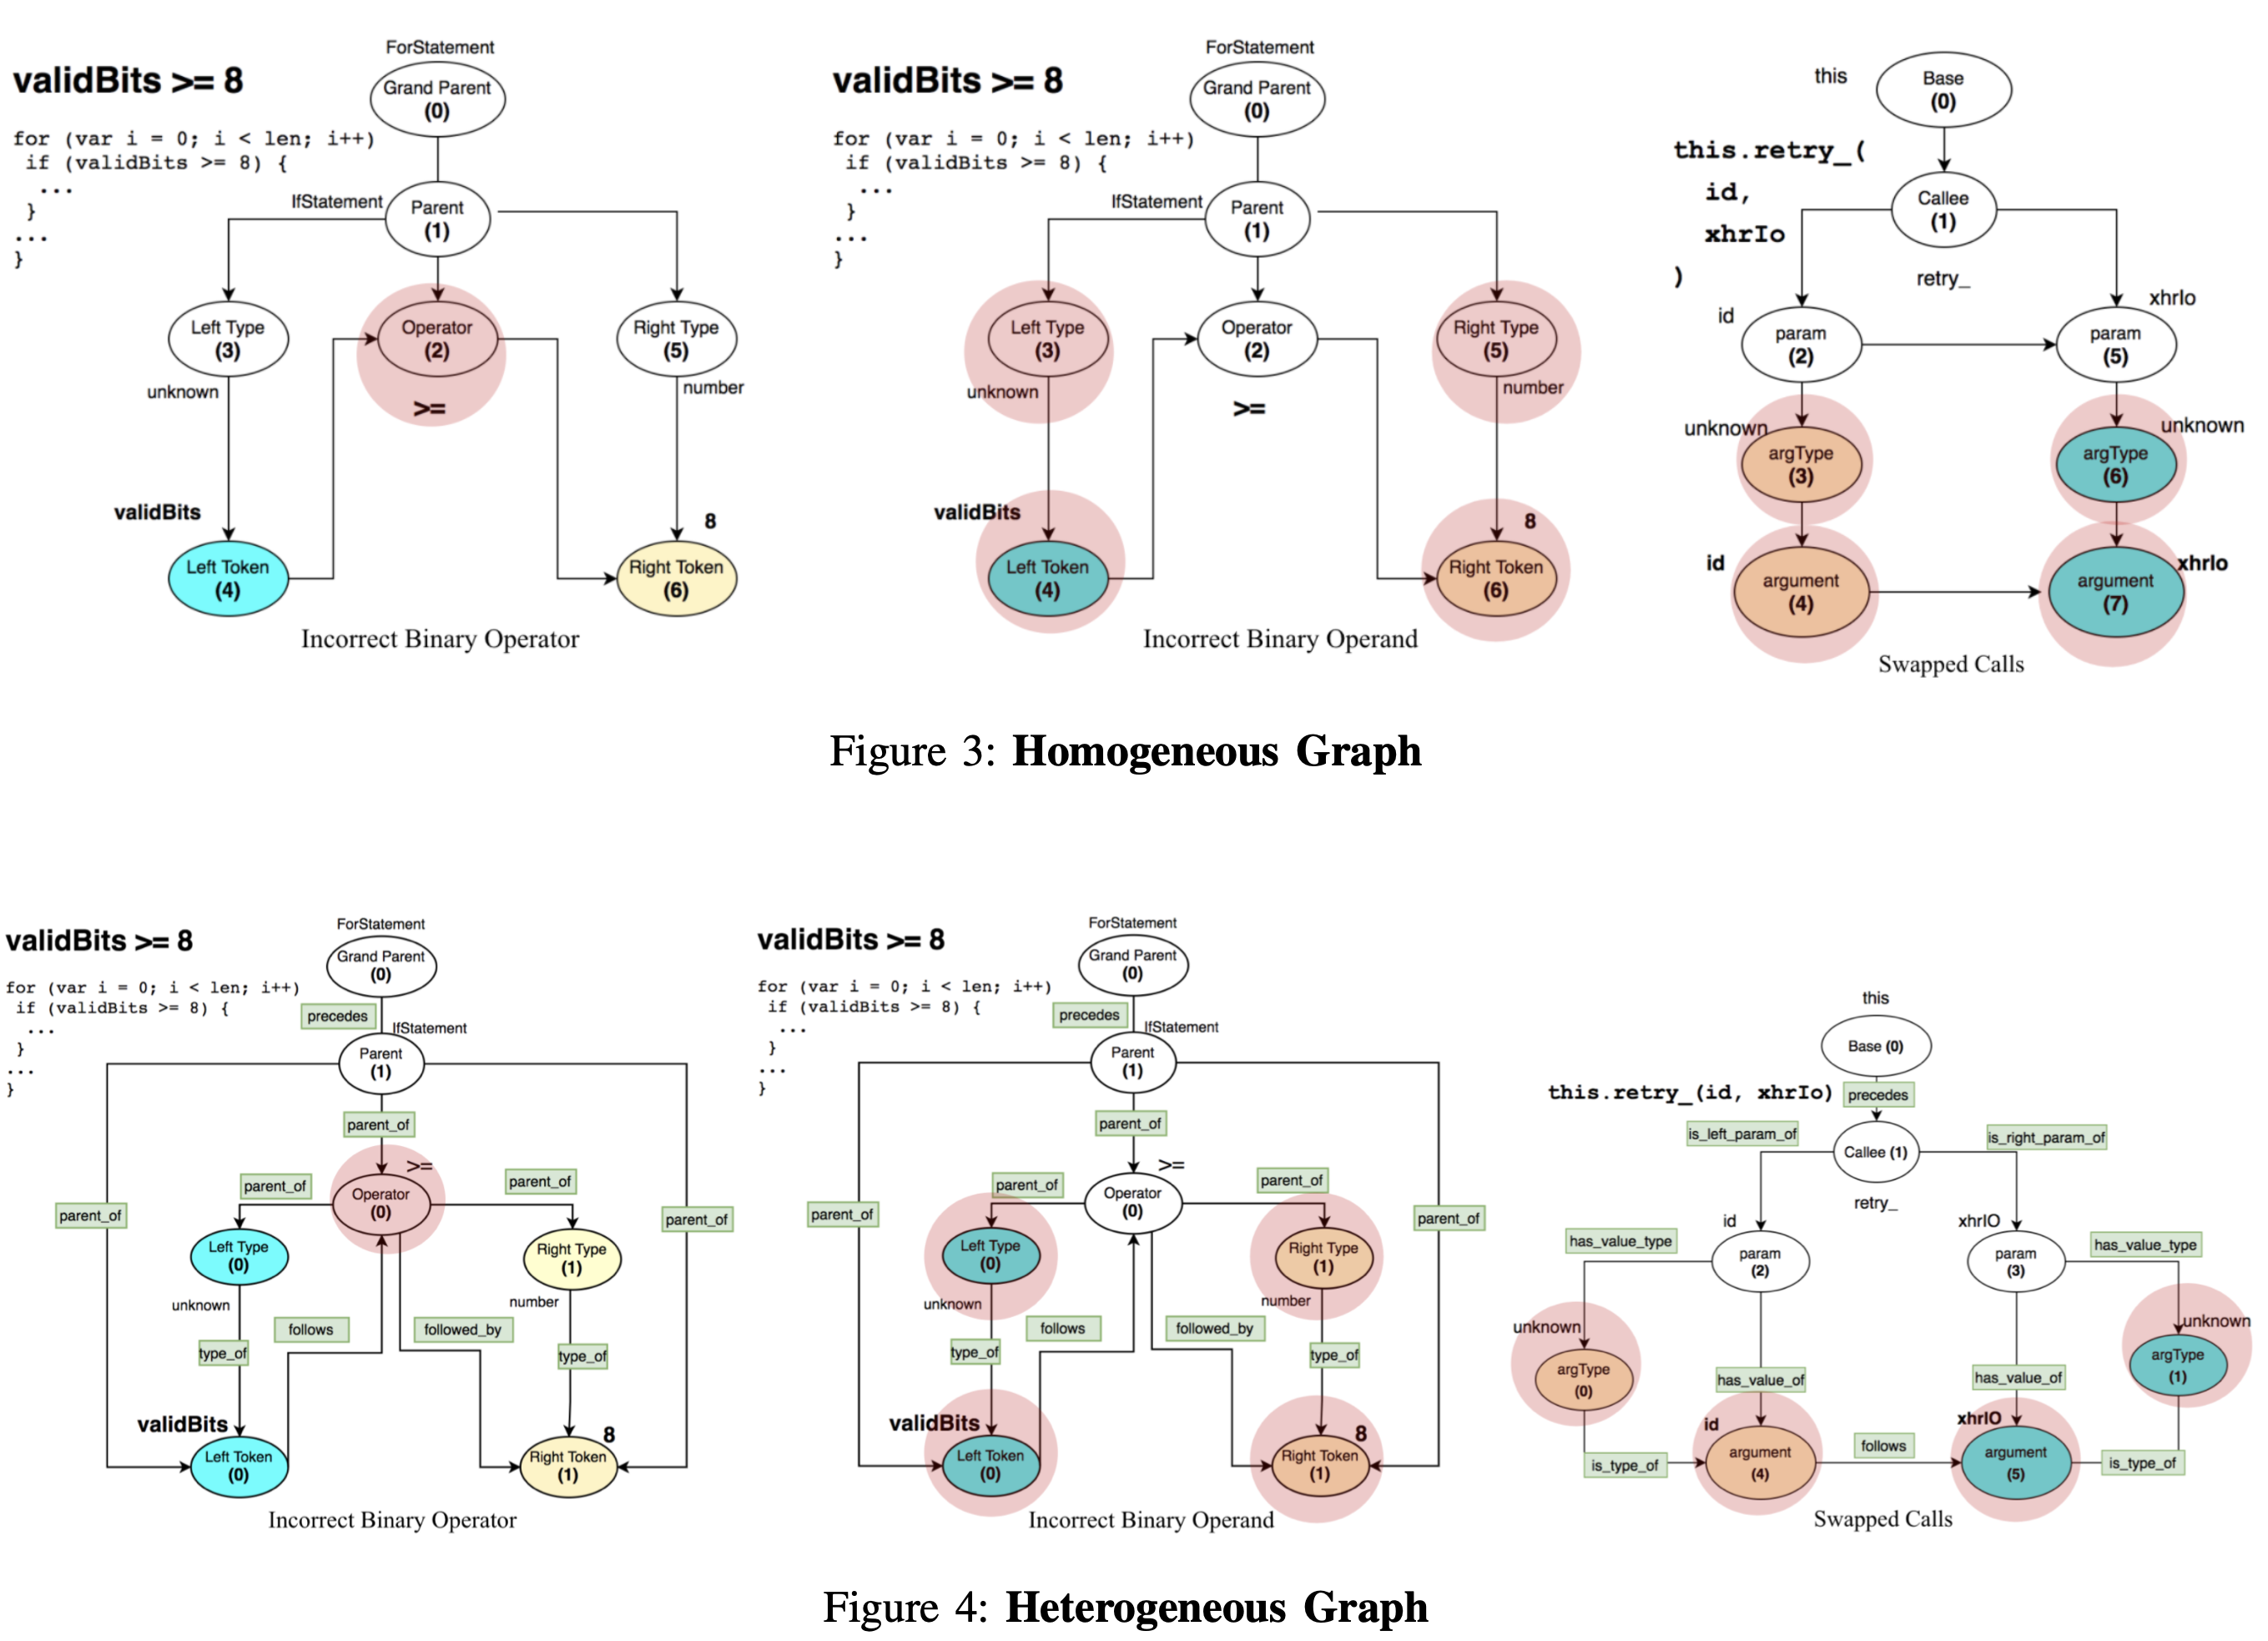 ForStatement
validBits >= 8
Grand Parent
(0)
for (var i = 0; i < len; i++)
if (validBits >= 8) {
...
}
...
}
IfStatement
Parent
(1)
Left Type
(3)
Operator
(2)
Right Type
(5)
unknown
>=
number
validBits
8
Left Token
(4)
Right Token
(6)
Incorrect Binary Operator
ForStatement
validBits >= 8
Grand Parent
(0)
for (var i = 0; i < len; i++)
if (validBits >= 8) {
...
}
...
}
IfStatement
Parent
(1)
Left Type
(3)
Operator
(2)
Right Type
(5)
unknown
>=
number
validBits
8
Left Token
(4)
Right Token
(6)
Incorrect Binary Operand
this
Base
(0)
this.retry_(
id,
xhrIo
)
Callee
(1)
retry_
id
xhrIo
param
(2)
param
(5)
unknown
unknown
argType
(3)
argType
(6)
id
xhrIo
argument
(4)
argument
(7)
Swapped Calls
Figure 3: Homogeneous Graph
ForStatement
validBits >= 8
Grand Parent
(0)
for (var i = 0; i < len; i++)
if (validBits >= 8) {
...
}
...
}
precedes
IfStatement
Parent
(1)
parent_of
>=
parent_of
Operator
(0)
parent_of
parent_of
parent_of
Left Type
(0)
Right Type
(1)
unknown
number
follows
followed_by
type_of
type_of
validBits
8
Left Token
(0)
Right Token
(1)
Incorrect Binary Operator
ForStatement
validBits >= 8
Grand Parent
(0)
for (var i = 0; i < len; i++)
if (validBits >= 8) {
...
}
...
}
precedes
IfStatement
Parent
(1)
parent_of
>=
parent_of
Operator
(0)
parent_of
parent_of
parent_of
Left Type
(0)
Right Type
(1)
unknown
number
follows
followed_by
type_of
type_of
validBits
8
Left Token
(0)
Right Token
(1)
Incorrect Binary Operand
this
Base (0)
this.retry_(id, xhrIo)
precedes
is_left_param_of
is_right_param_of
Callee (1)
retry_
id
xhrIO
has_value_type
param
(2)
param
(3)
has_value_type
unknown
unknown
argType
(0)
argType
(1)
has_value_of
has_value_of
id
xhrIO
is_type_of
argument
(4)
follows
argument
(5)
is_type_of
Swapped Calls
Figure 4: Heterogeneous Graph